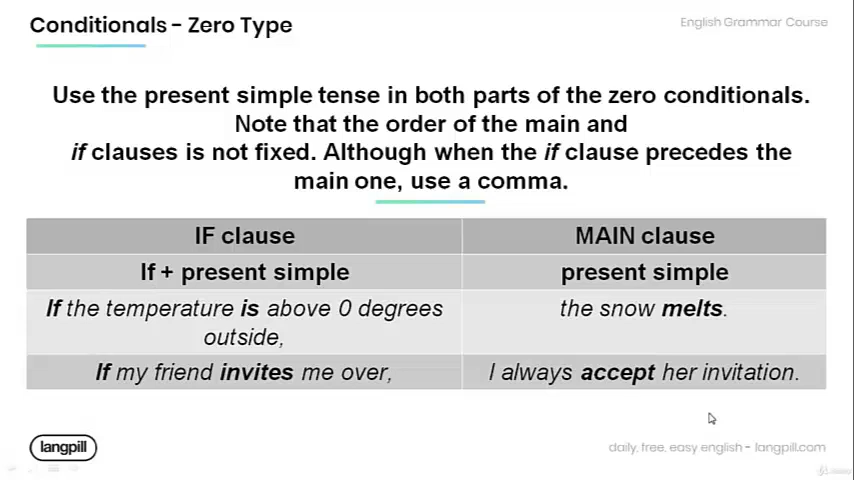 Conditionals - Zero Type
English Grammar Course
Use the present simple tense in both parts of the zero conditionals.
Note that the order of the main and
if clauses is not fixed. Although when the if clause precedes the
main one, use a comma.
IF clause
MAIN clause
If + present simple
present simple
If the temperature is above 0 degrees
outside,
the snow melts.
If my friend invites me over,
I always accept her invitation.
langpill
daily, free, easy english - langpill.com